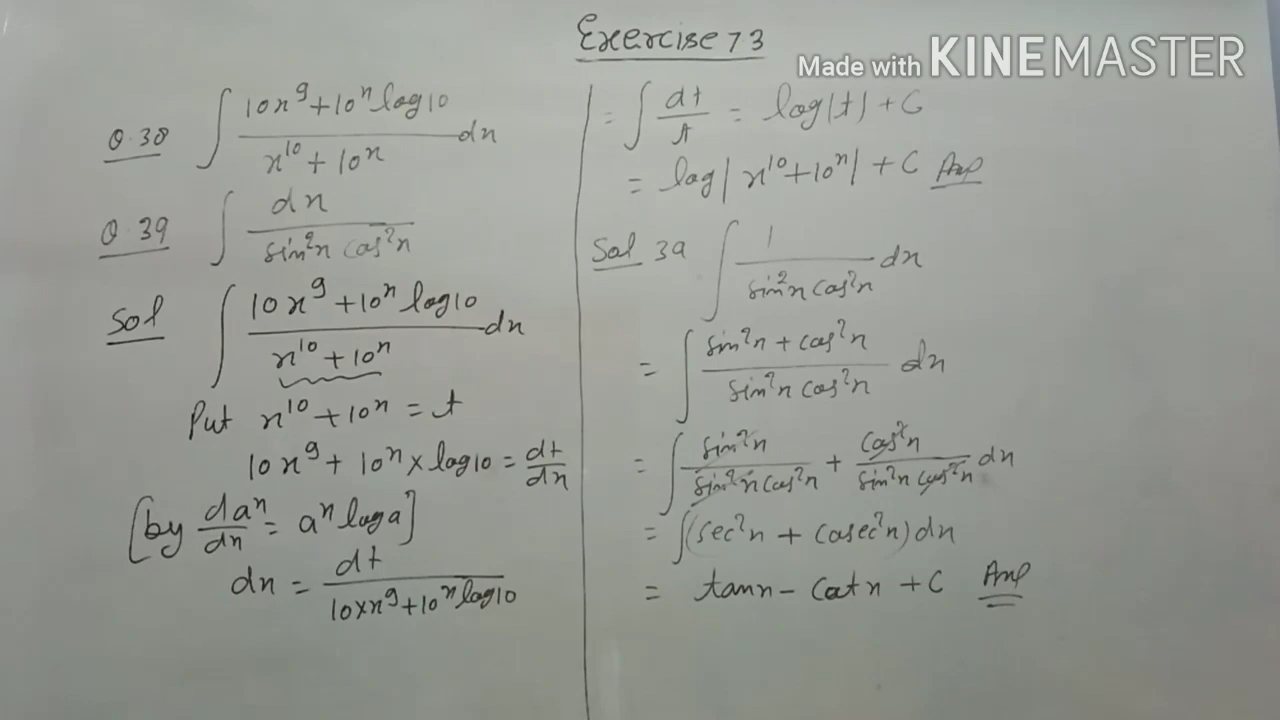 Exercise 7 3
Made with KINEMASTER
Q.38 ∫ (10x⁹ + 10ˣ log10)/(x¹⁰ + 10ˣ) dx
Q.39 ∫ dx/(sin²x cos²x)
Sol ∫ (10x⁹ + 10ˣ log10)/(x¹⁰ + 10ˣ) dx
Put x¹⁰ + 10ˣ = t
10x⁹ + 10ˣ × log10 = dt/dx
[by daˣ/dx = aˣ log a]
dx = dt/(10×x⁹ + 10ˣ log10)
= ∫ dt/t = log|t| + C
= log|x¹⁰ + 10ˣ| + C Ans
Sol 39 ∫ 1/(sin²x cos²x) dx
= ∫ (sin²x + cos²x)/(sin²x cos²x) dx
= ∫ sin²x/(sin²x cos²x) + cos²x/(sin²x cos²x) dx
= ∫(sec²x + cosec²x) dx
= tanx - cotx + C Ans